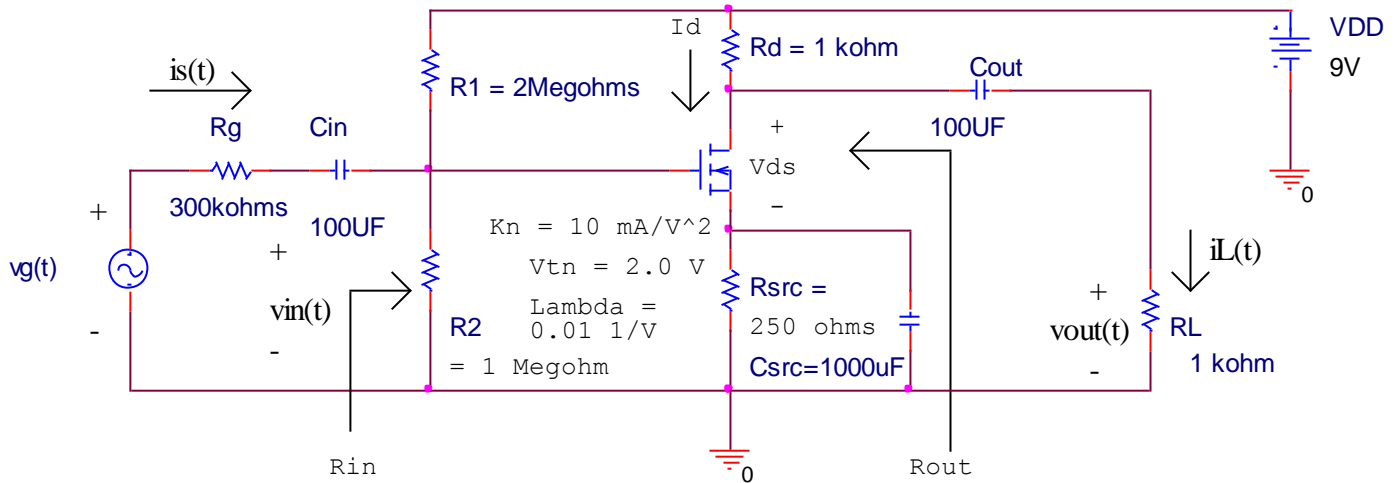 Id
VDD
9V
Rd = 1 kohm
is(t)
R1 = 2Megohms
Cout
Rg
Cin
100UF
+
Vds
-
0
300kohms
100UF
+
vg(t)
-
+
vin(t)
-
Kn = 10 mA/V^2
Vtn = 2.0 V
Lambda =
0.01 1/V
R2
= 1 Megohm
Rsrc =
250 ohms
Csrc=1000uF
iL(t)
+
vout(t)
-
RL
1 kohm
Rin
0
Rout